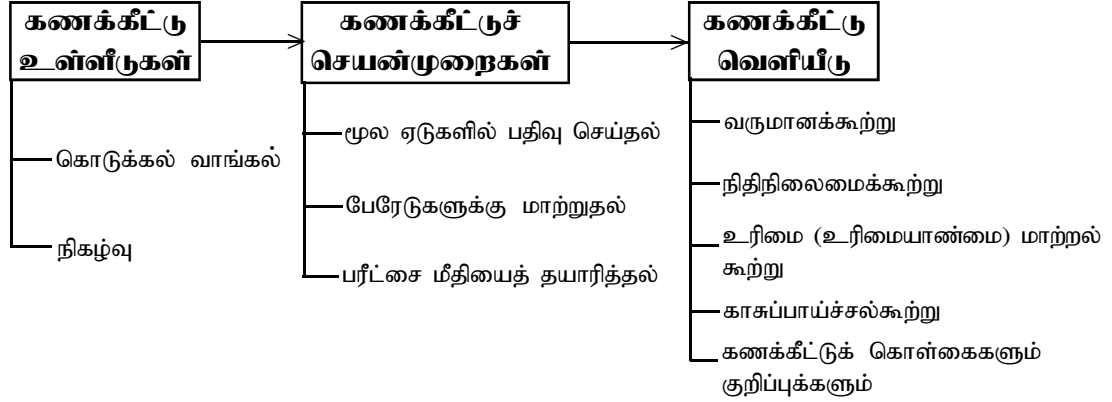 கணக்கீட்டு
உள்ளீடுகள்
கொடுக்கல் வாங்கல்
நிகழ்வு
கணக்கீட்டுச்
செயன்முறைகள்
மூல ஏடுகளில் பதிவு செய்தல்
பேரேடுகளுக்கு மாற்றுதல்
பரீட்சை மீதியைத் தயாரித்தல்
கணக்கீட்டு
வெளியீடு
வருமானக்கூற்று
நிதிநிலைமைக்கூற்று
உரிமை (உரிமையாண்மை) மாற்றல்
கூற்று
காசுப்பாய்ச்சல்கூற்று
கணக்கீட்டுக் கொள்கைகளும்
குறிப்புக்களும்